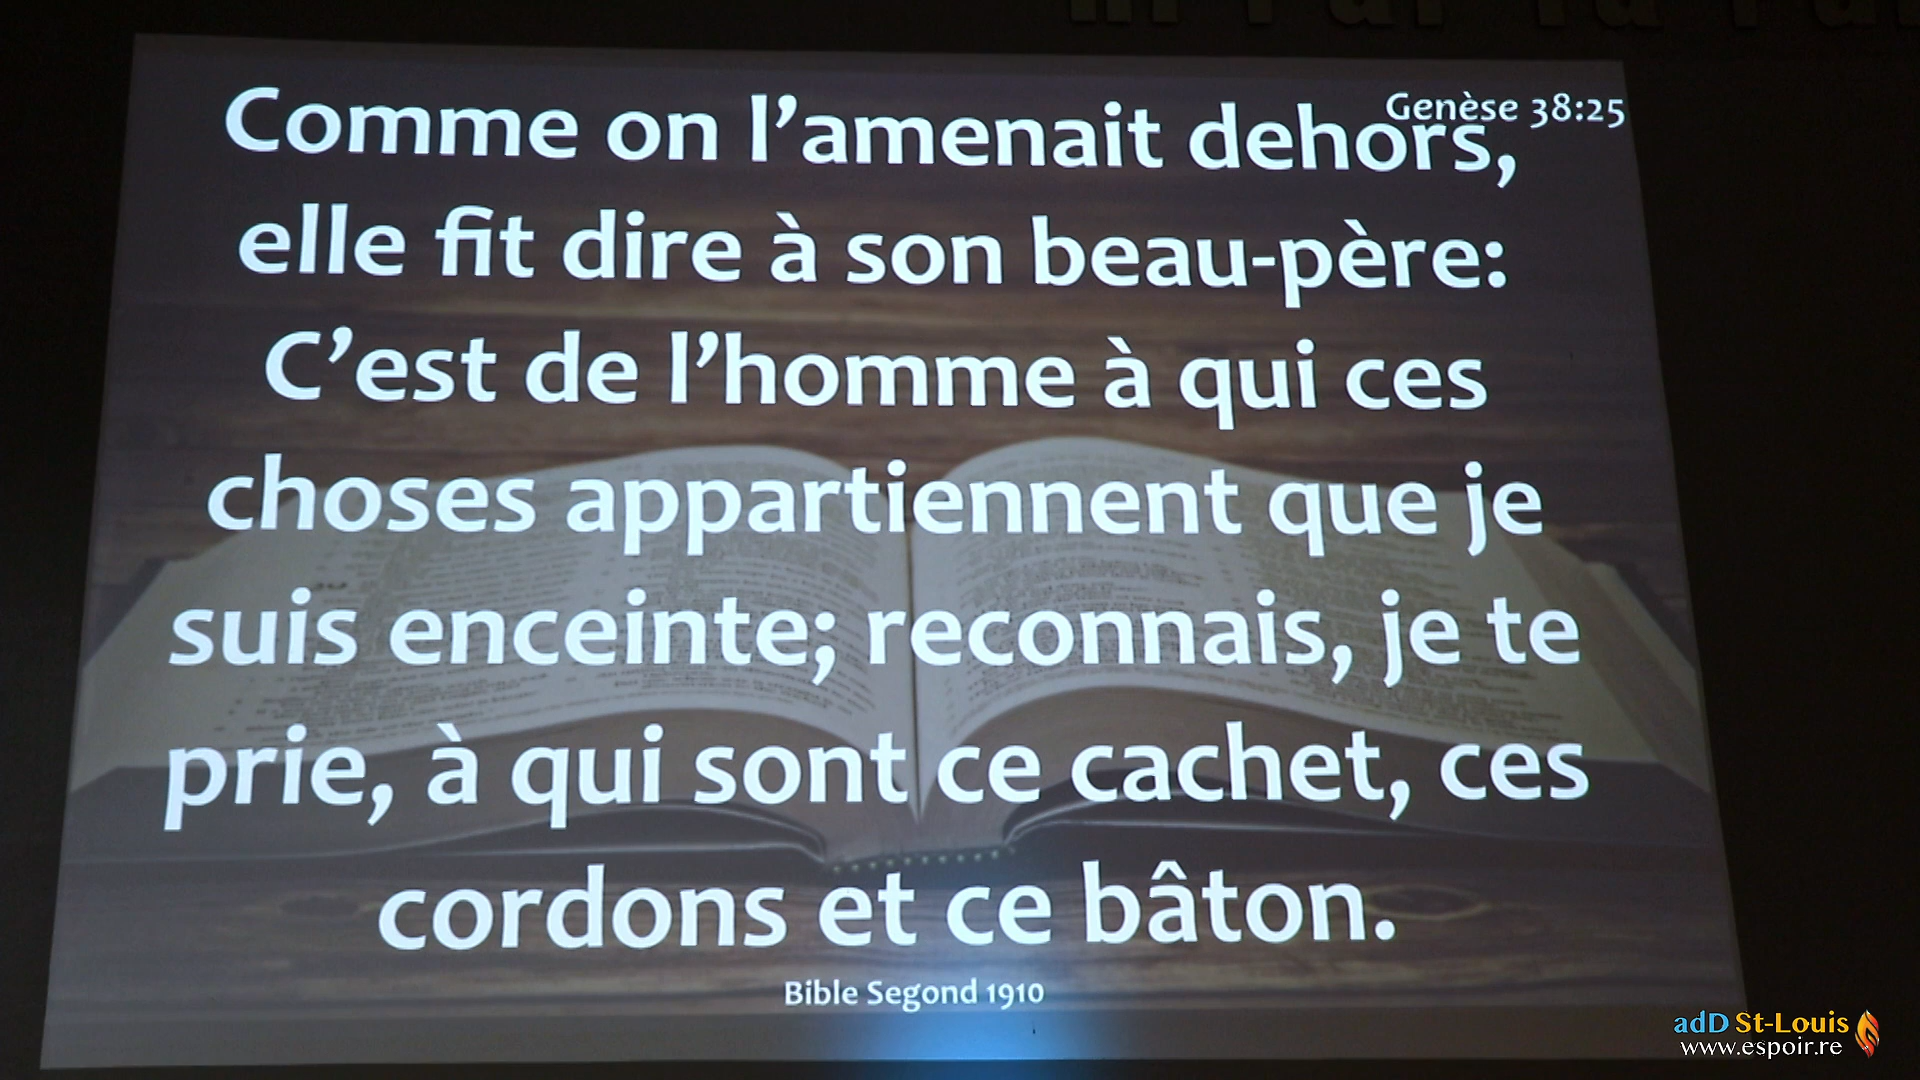 Genèse 38:25
Comme on l'amenait dehors,
elle fit dire à son beau-père:
C'est de l'homme à qui ces
choses appartiennent que je
suis enceinte; reconnais, je te
prie, à qui sont ce cachet, ces
cordons et ce bâton.
Bible Segond 1910
adD St-Louis
www.espoir.re